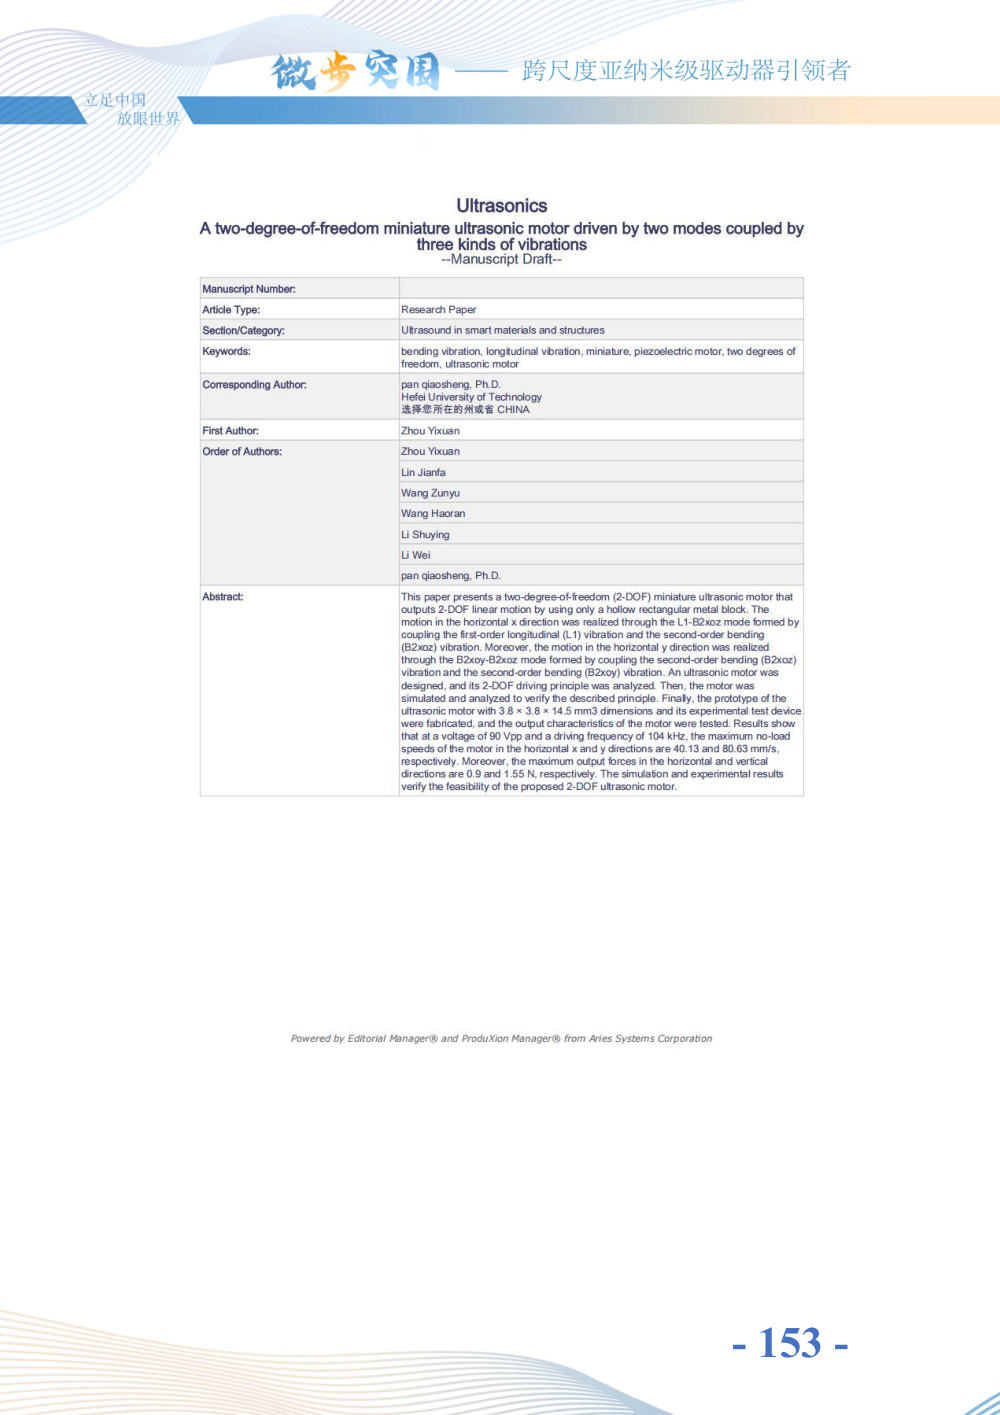 微步突围 —— 跨尺度亚纳米级驱动器引领者
立足中国
放眼世界
Ultrasonics
A two-degree-of-freedom miniature ultrasonic motor driven by two modes coupled by
three kinds of vibrations
--Manuscript Draft--
Manuscript Number:
Article Type: Research Paper
Section/Category: Ultrasound in smart materials and structures
Keywords: bending vibration, longitudinal vibration, miniature, piezoelectric motor, two degrees of
freedom, ultrasonic motor
Corresponding Author: pan qiaosheng, Ph.D.
Hefei University of Technology
选择您所在的州或省 CHINA
First Author: Zhou Yixuan
Order of Authors: Zhou Yixuan
Lin Jianfa
Wang Zunyu
Wang Haoran
Li Shuying
Li Wei
pan qiaosheng, Ph.D.
Abstract: This paper presents a two-degree-of-freedom (2-DOF) miniature ultrasonic motor that
outputs 2-DOF linear motion by using only a hollow rectangular metal block. The
motion in the horizontal x direction was realized through the L1-B2xoz mode formed by
coupling the first-order longitudinal (L1) vibration and the second-order bending
(B2xoz) vibration. Moreover, the motion in the horizontal y direction was realized
through the B2xoy-B2xoz mode formed by coupling the second-order bending (B2xoz)
vibration and the second-order bending (B2xoy) vibration. An ultrasonic motor was
designed, and its 2-DOF driving principle was analyzed. Then, the motor was
simulated and analyzed to verify the described principle. Finally, the prototype of the
ultrasonic motor with 3.8 × 3.8 × 14.5 mm3 dimensions and its experimental test device
were fabricated, and the output characteristics of the motor were tested. Results show
that at a voltage of 90 Vpp and a driving frequency of 104 kHz, the maximum no-load
speeds of the motor in the horizontal x and y directions are 40.13 and 80.63 mm/s,
respectively. Moreover, the maximum output forces in the horizontal and vertical
directions are 0.9 and 1.55 N, respectively. The simulation and experimental results
verify the feasibility of the proposed 2-DOF ultrasonic motor.
Powered by Editorial Manager® and ProduXion Manager® from Aries Systems Corporation
- 153 -